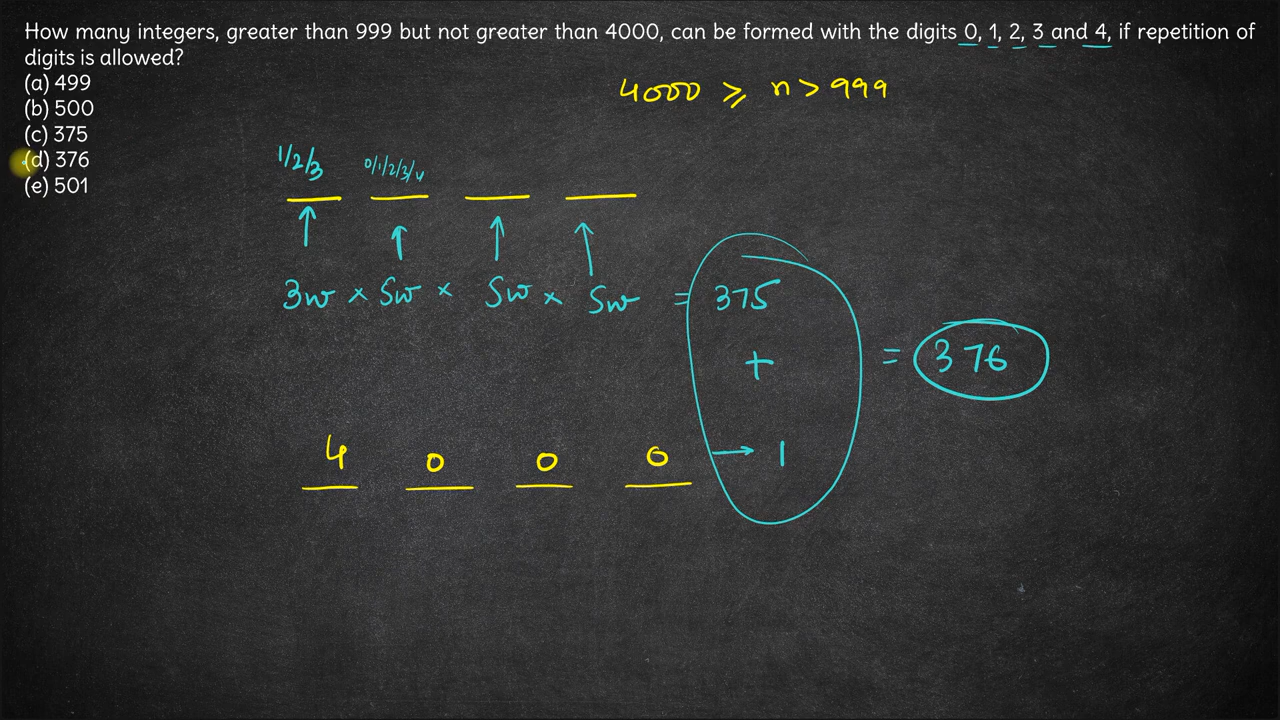 How many integers, greater than 999 but not greater than 4000, can be formed with the digits 0, 1, 2, 3 and 4, if repetition of
digits is allowed?
(a) 499
(b) 500
(c) 375
(d) 376
(e) 501
4000 ⩾ n > 999
1/2/3 0/1/2/3/4
3w × 5w × 5w × 5w = 375
+
= 376
4 0 0 0 → 1